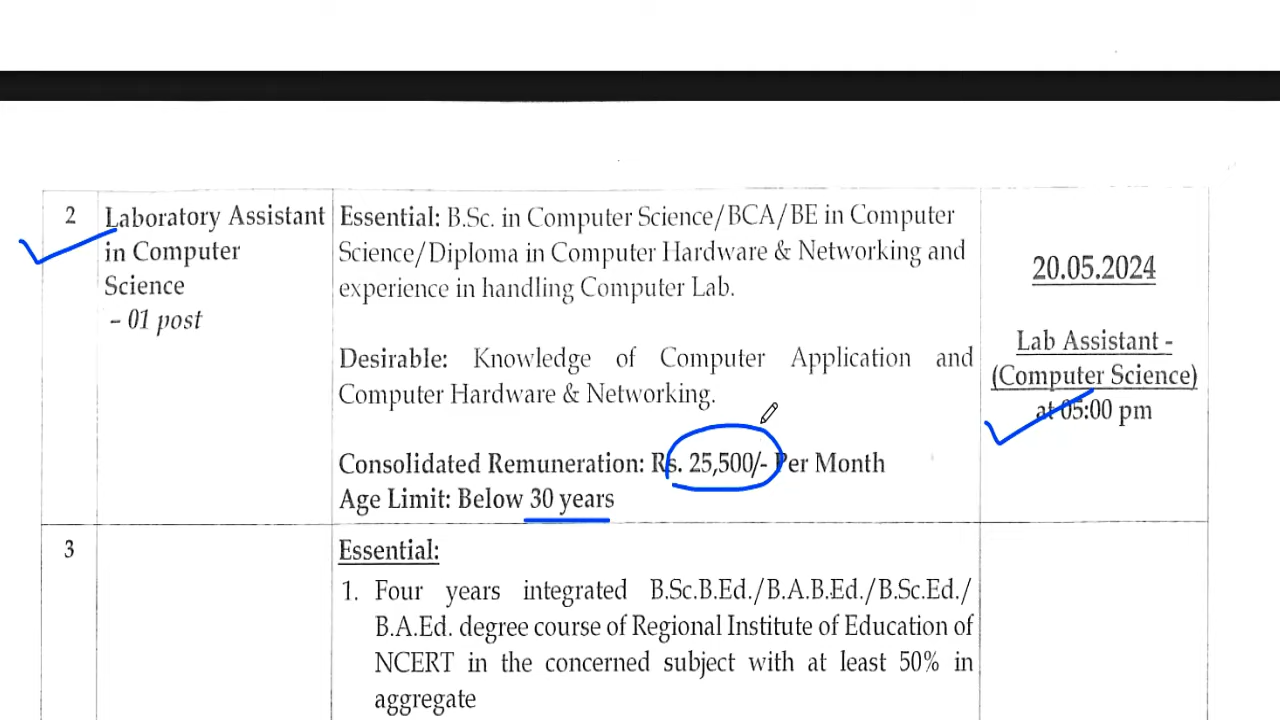 2
Laboratory Assistant
in Computer
Science
– 01 post
Essential: B.Sc. in Computer Science/BCA/BE in Computer
Science/Diploma in Computer Hardware & Networking and
experience in handling Computer Lab.
Desirable: Knowledge of Computer Application and
Computer Hardware & Networking.
Consolidated Remuneration: Rs. 25,500/- Per Month
Age Limit: Below 30 years
20.05.2024
Lab Assistant -
(Computer Science)
at 05:00 pm
3
Essential:
1. Four years integrated B.Sc.B.Ed./B.A.B.Ed./B.Sc.Ed./
B.A.Ed. degree course of Regional Institute of Education of
NCERT in the concerned subject with at least 50% in
aggregate